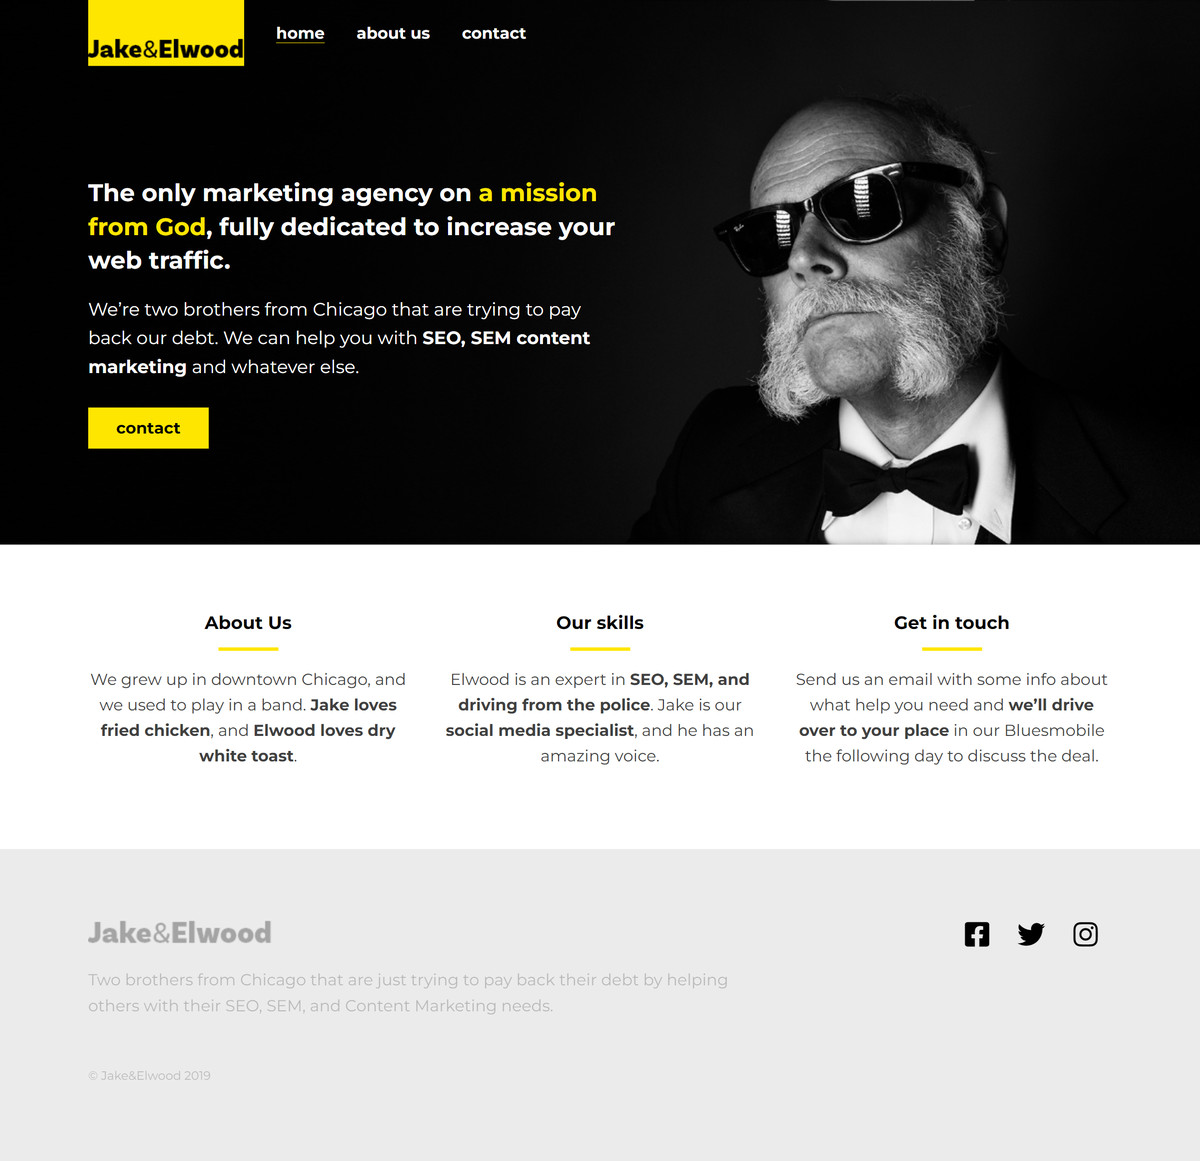 Jake&Elwood
home
about us
contact
The only marketing agency on a mission
from God, fully dedicated to increase your
web traffic.
We’re two brothers from Chicago that are trying to pay
back our debt. We can help you with SEO, SEM content
marketing and whatever else.
contact
About Us
We grew up in downtown Chicago, and
we used to play in a band. Jake loves
fried chicken, and Elwood loves dry
white toast.
Our skills
Elwood is an expert in SEO, SEM, and
driving from the police. Jake is our
social media specialist, and he has an
amazing voice.
Get in touch
Send us an email with some info about
what help you need and we’ll drive
over to your place in our Bluesmobile
the following day to discuss the deal.
Jake&Elwood
Two brothers from Chicago that are just trying to pay back their debt by helping
others with their SEO, SEM, and Content Marketing needs.
© Jake&Elwood 2019